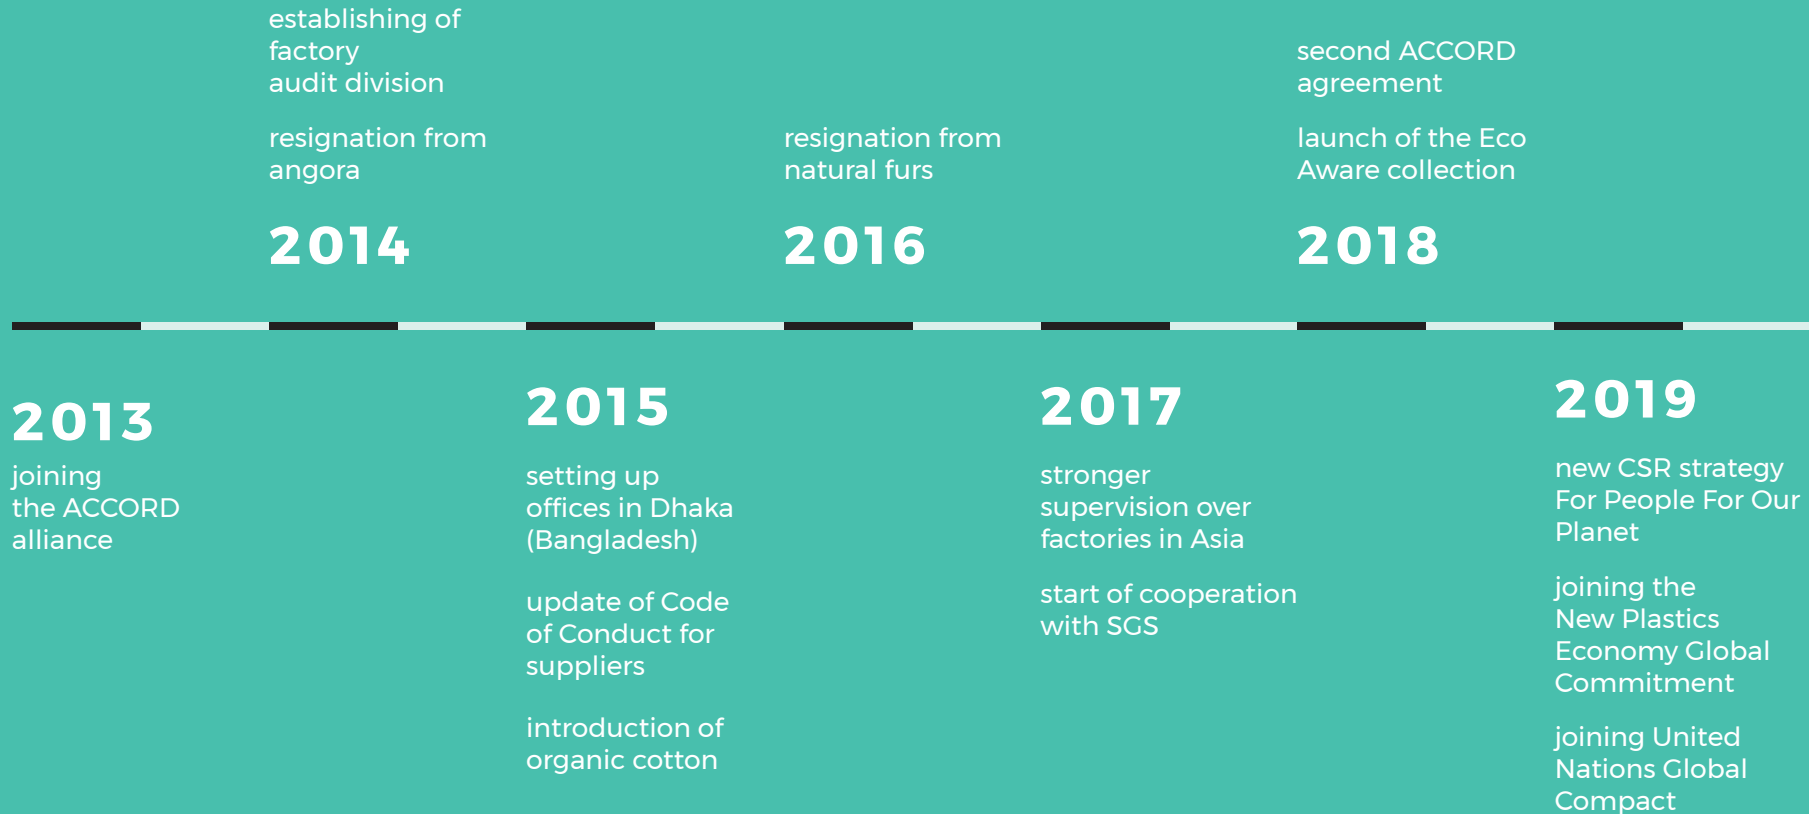 establishing of
factory
audit division
resignation from
angora
2014
resignation from
natural furs
2016
second ACCORD
agreement
launch of the Eco
Aware collection
2018
2013
joining
the ACCORD
alliance
2015
setting up
offices in Dhaka
(Bangladesh)
update of Code
of Conduct for
suppliers
introduction of
organic cotton
2017
stronger
supervision over
factories in Asia
start of cooperation
with SGS
2019
new CSR strategy
For People For Our
Planet
joining the
New Plastics
Economy Global
Commitment
joining United
Nations Global
Compact